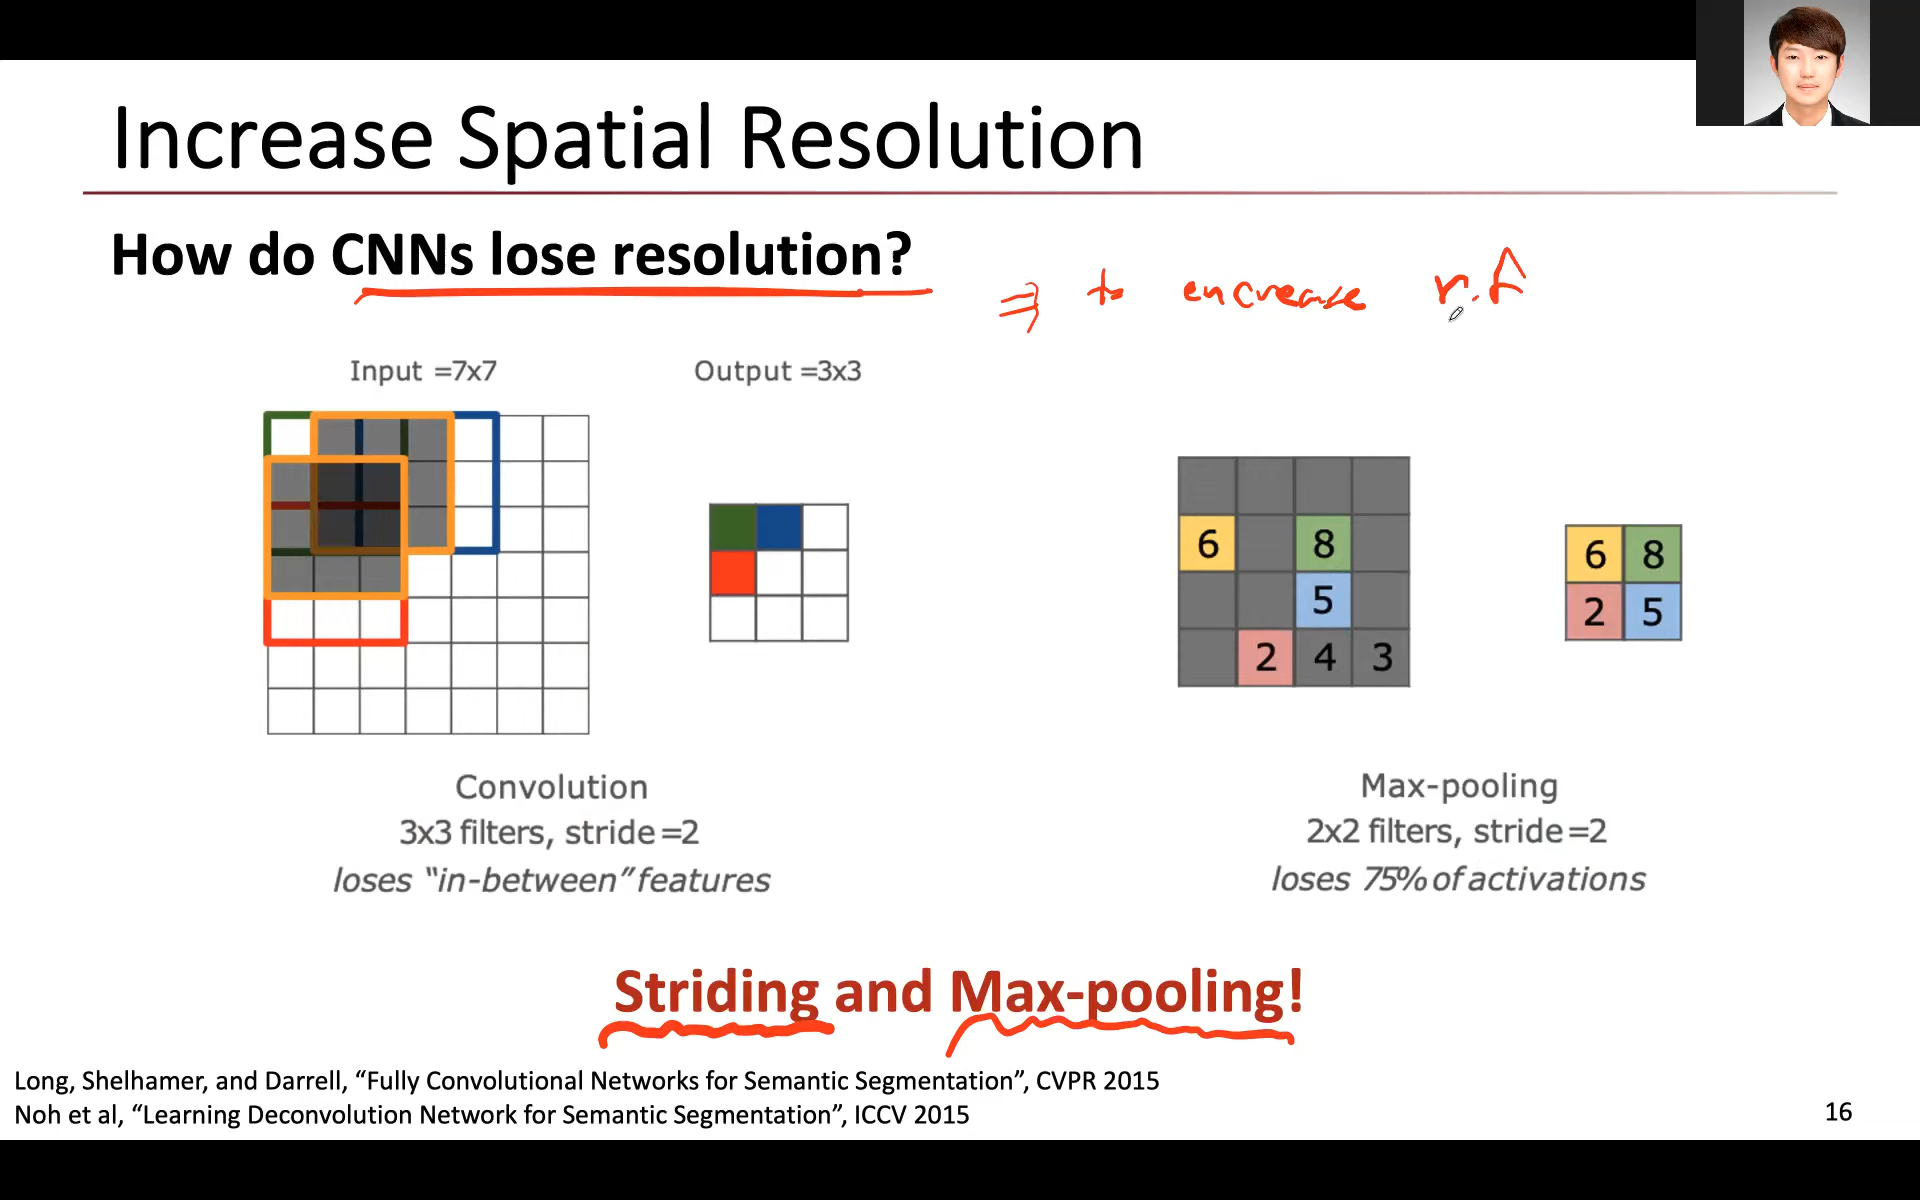 Increase Spatial Resolution
How do CNNs lose resolution?
⇒ to encrease r.f
Input =7x7
Output =3x3
6 8
5
2 4 3
6 8
2 5
Convolution
3x3 filters, stride=2
loses “in-between” features
Max-pooling
2x2 filters, stride=2
loses 75% of activations
Striding and Max-pooling!
Long, Shelhamer, and Darrell, “Fully Convolutional Networks for Semantic Segmentation”, CVPR 2015
Noh et al, “Learning Deconvolution Network for Semantic Segmentation”, ICCV 2015
16